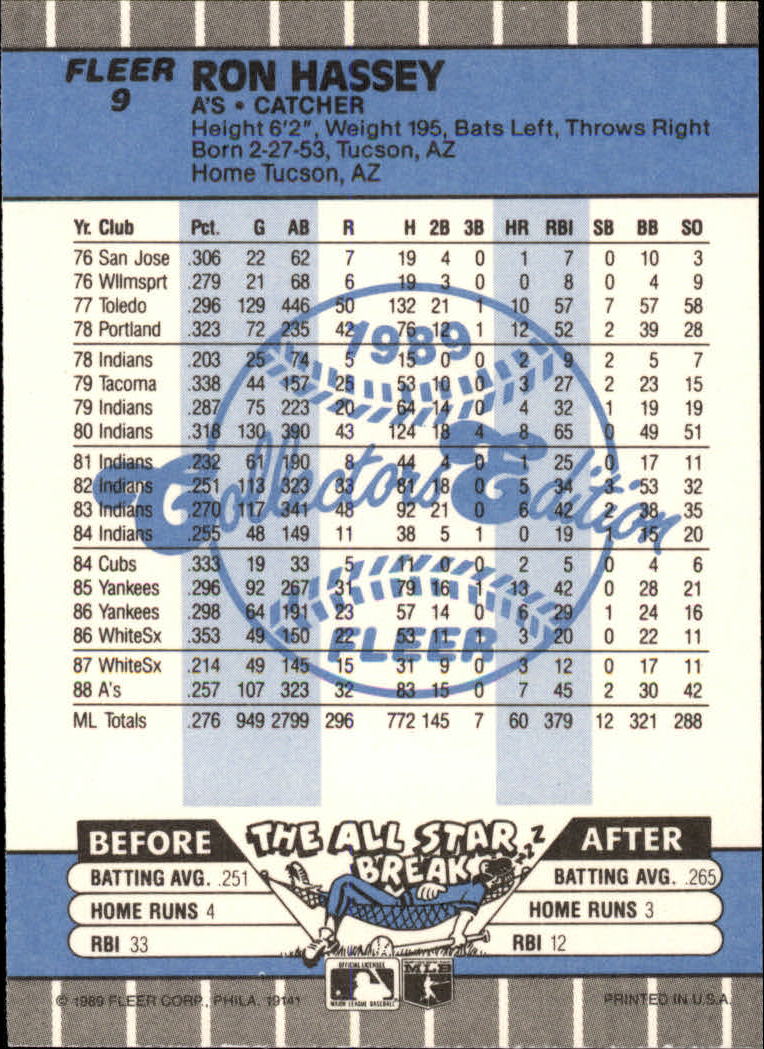 FLEER
9
RON HASSEY
A'S • CATCHER
Height 6'2", Weight 195, Bats Left, Throws Right
Born 2-27-53, Tucson, AZ
Home Tucson, AZ
Yr. Club Pct. G AB R H 2B 3B HR RBI SB BB SO
76 San Jose .306 22 62 7 19 4 0 1 7 0 10 3
76 Wllmsprt .279 21 68 6 19 3 0 0 8 0 4 9
77 Toledo .296 129 446 50 132 21 1 10 57 7 57 58
78 Portland .323 72 235 42 76 12 1 12 52 2 39 28
78 Indians .203 25 74 5 15 0 0 2 9 2 5 7
79 Tacoma .338 44 157 25 53 10 0 3 27 2 23 15
79 Indians .287 75 223 20 64 14 0 4 32 1 19 19
80 Indians .318 130 390 43 124 18 4 8 65 0 49 51
81 Indians .232 61 190 8 44 4 0 1 25 0 17 11
82 Indians .251 113 323 33 81 18 0 5 34 3 53 32
83 Indians .270 117 341 48 92 21 0 6 42 2 38 35
84 Indians .255 48 149 11 38 5 1 0 19 1 15 20
84 Cubs .333 19 33 5 11 0 0 2 5 0 4 6
85 Yankees .296 92 267 31 79 16 1 13 42 0 28 21
86 Yankees .298 64 191 23 57 14 0 6 29 1 24 16
86 WhiteSx .353 49 150 22 53 11 1 3 20 0 22 11
87 WhiteSx .214 49 145 15 31 9 0 3 12 0 17 11
88 A's .257 107 323 32 83 15 0 7 45 2 30 42
ML Totals .276 949 2799 296 772 145 7 60 379 12 321 288
1989
Collectors Edition
FLEER
BEFORE
THE ALL STAR BREAK
ZZZ
AFTER
BATTING AVG. .251
HOME RUNS 4
RBI 33
BATTING AVG. .265
HOME RUNS 3
RBI 12
OFFICIAL LICENSEE
MAJOR LEAGUE BASEBALL
MLB
© 1989 FLEER CORP., PHILA. 19141
PRINTED IN U.S.A.